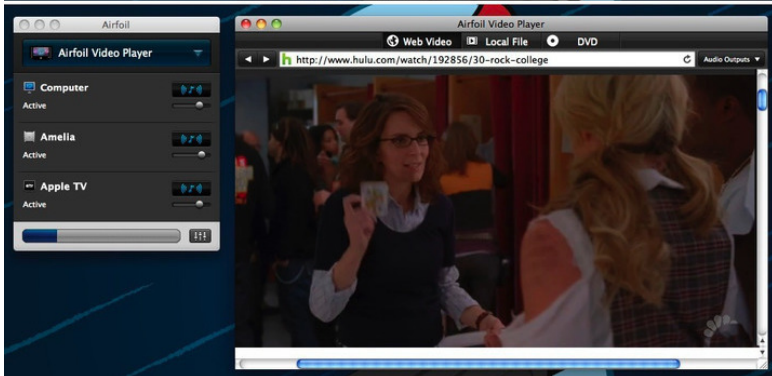 Airfoil
Airfoil Video Player
Computer
Active
Amelia
Active
Apple TV
Active
Airfoil Video Player
Web Video
Local File
DVD
h http://www.hulu.com/watch/192856/30-rock-college
Audio Outputs